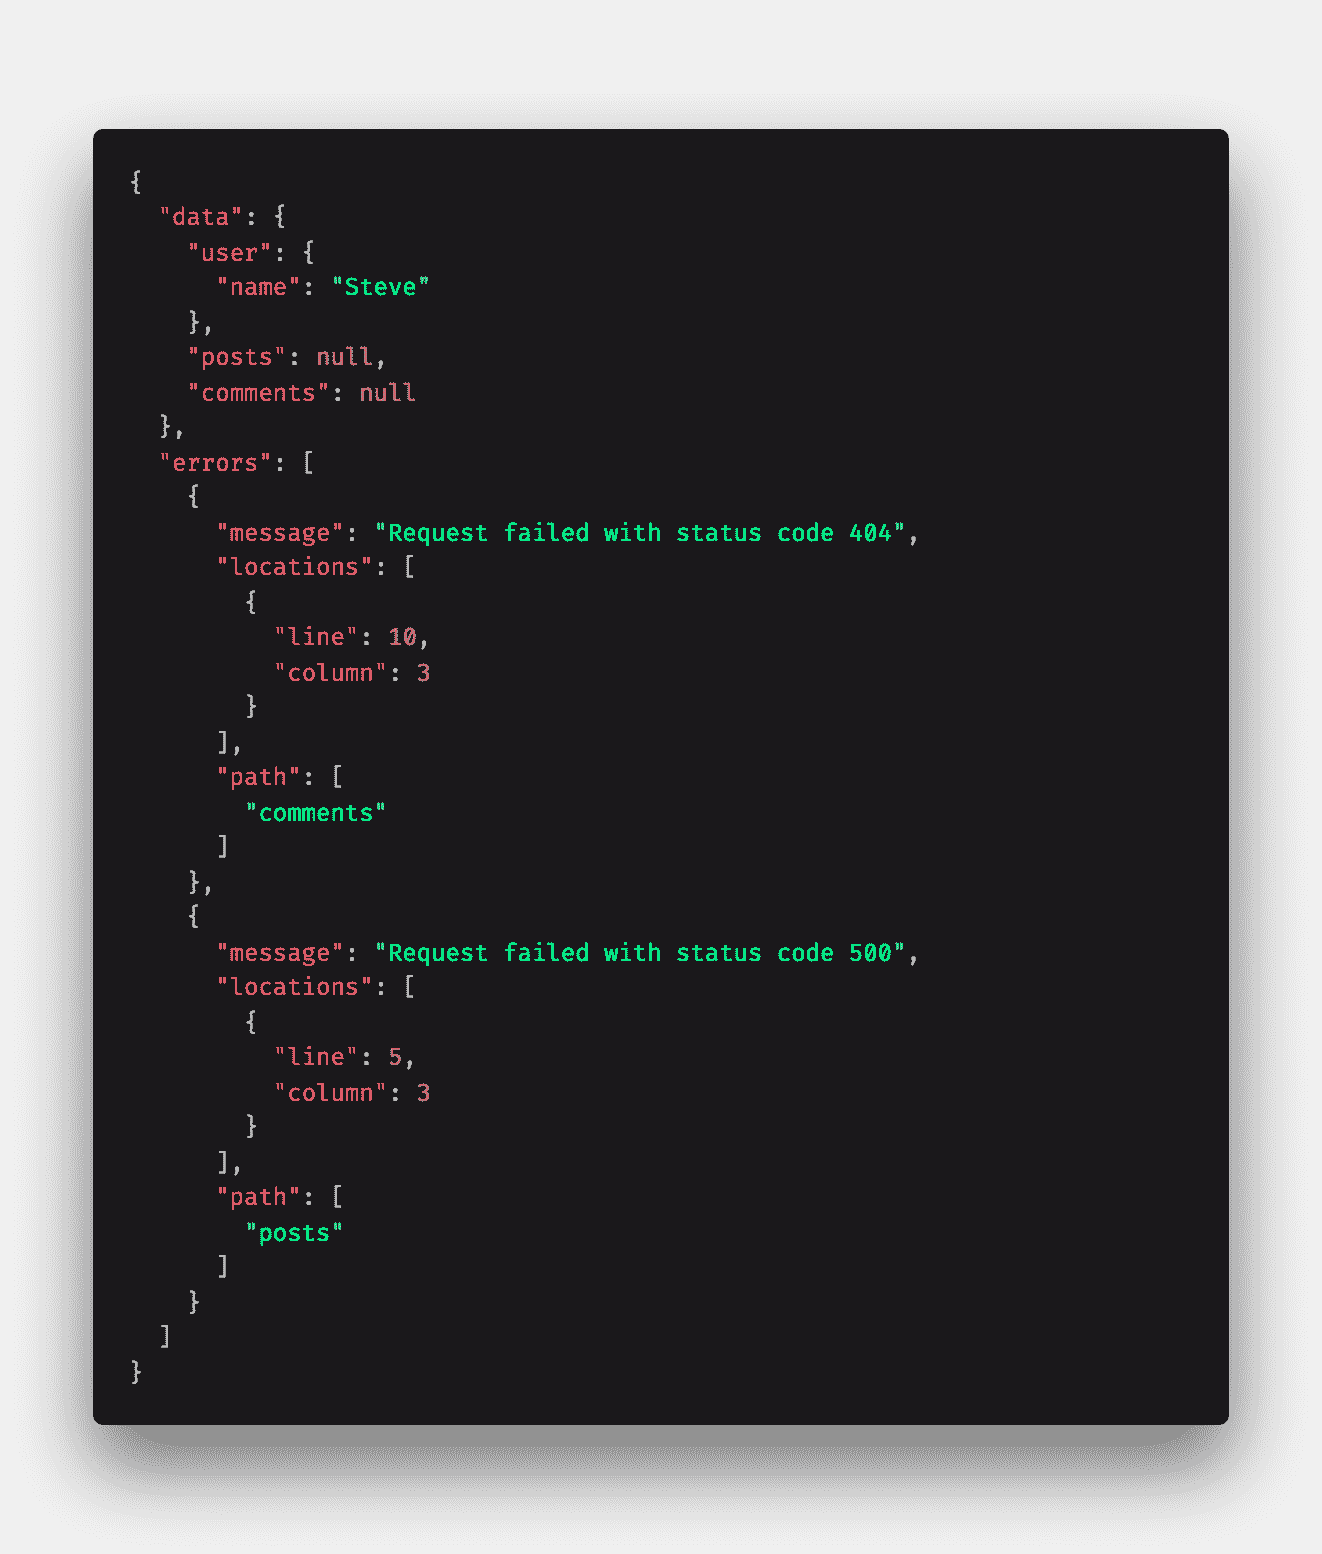 {
  "data": {
    "user": {
      "name": "Steve"
    },
    "posts": null,
    "comments": null
  },
  "errors": [
    {
      "message": "Request failed with status code 404",
      "locations": [
        {
          "line": 10,
          "column": 3
        }
      ],
      "path": [
        "comments"
      ]
    },
    {
      "message": "Request failed with status code 500",
      "locations": [
        {
          "line": 5,
          "column": 3
        }
      ],
      "path": [
        "posts"
      ]
    }
  ]
}